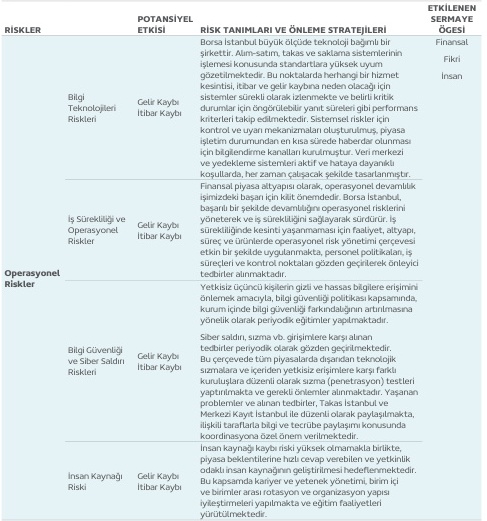 RİSKLER
POTANSİYEL
ETKİSİ
RİSK TANIMLARI VE ÖNLEME STRATEJİLERİ
ETKİLENEN
SERMAYE
ÖGESİ
Operasyonel
Riskler
Bilgi
Teknolojileri
Riskleri
Gelir Kaybı
İtibar Kaybı
Borsa İstanbul büyük ölçüde teknoloji bağımlı bir
şirkettir. Alım-satım, takas ve saklama sistemlerinin
işlemesi konusunda standartlara yüksek uyum
gözetilmektedir. Bu noktalarda herhangi bir hizmet
kesintisi, itibar ve gelir kaybına neden olacağı için
sistemler sürekli olarak izlenmekte ve belirli kritik
durumlar için öngörülebilir yanıt süreleri gibi performans
kriterleri takip edilmektedir. Sistemsel riskler için
kontrol ve uyarı mekanizmaları oluşturulmuş, piyasa
işletim durumundan en kısa sürede haberdar olunması
için bilgilendirme kanalları kurulmuştur. Veri merkezi
ve yedekleme sistemleri aktif ve hataya dayanıklı
koşullarda, her zaman çalışacak şekilde tasarlanmıştır.
Finansal
Fikri
İnsan
İş Sürekliliği ve
Operasyonel
Riskler
Gelir Kaybı
İtibar Kaybı
Finansal piyasa altyapısı olarak, operasyonel devamlılık
işimizdeki başarı için kilit önemdedir. Borsa İstanbul,
başarılı bir şekilde devamlılığını operasyonel risklerini
yöneterek ve iş sürekliliğini sağlayarak sürdürür. İş
sürekliliğinde kesinti yaşanmaması için faaliyet, altyapı,
süreç ve ürünlerde operasyonel risk yönetimi çerçevesi
etkin bir şekilde uygulanmakta, personel politikaları, iş
süreçleri ve kontrol noktaları gözden geçirilerek önleyici
tedbirler alınmaktadır.
Bilgi Güvenliği
ve Siber Saldırı
Riskleri
Gelir Kaybı
İtibar Kaybı
Yetkisiz üçüncü kişilerin gizli ve hassas bilgilere erişimini
önlemek amacıyla, bilgi güvenliği politikası kapsamında,
kurum içinde bilgi güvenliği farkındalığının artırılmasına
yönelik olarak periyodik eğitimler yapılmaktadır.
Siber saldırı, sızma vb. girişimlere karşı alınan
tedbirler periyodik olarak gözden geçirilmektedir.
Bu çerçevede tüm piyasalarda dışarıdan teknolojik
sızmalara ve içeriden yetkisiz erişimlere karşı farklı
kuruluşlara düzenli olarak sızma (penetrasyon) testleri
yaptırılmakta ve gerekli önlemler alınmaktadır. Yaşanan
problemler ve alınan tedbirler, Takas İstanbul ve
Merkezi Kayıt İstanbul ile düzenli olarak paylaşılmakta,
ilişkili taraflarla bilgi ve tecrübe paylaşımı konusunda
koordinasyona özel önem verilmektedir.
İnsan Kaynağı
Riski
Gelir Kaybı
İtibar Kaybı
İnsan kaynağı kaybı riski yüksek olmamakla birlikte,
piyasa beklentilerine hızlı cevap verebilen ve yetkinlik
odaklı insan kaynağının geliştirilmesi hedeflenmektedir.
Bu kapsamda kariyer ve yetenek yönetimi, birim içi
ve birimler arası rotasyon ve organizasyon yapısı
iyileştirmeleri yapılmakta ve eğitim faaliyetleri
yürütülmektedir.